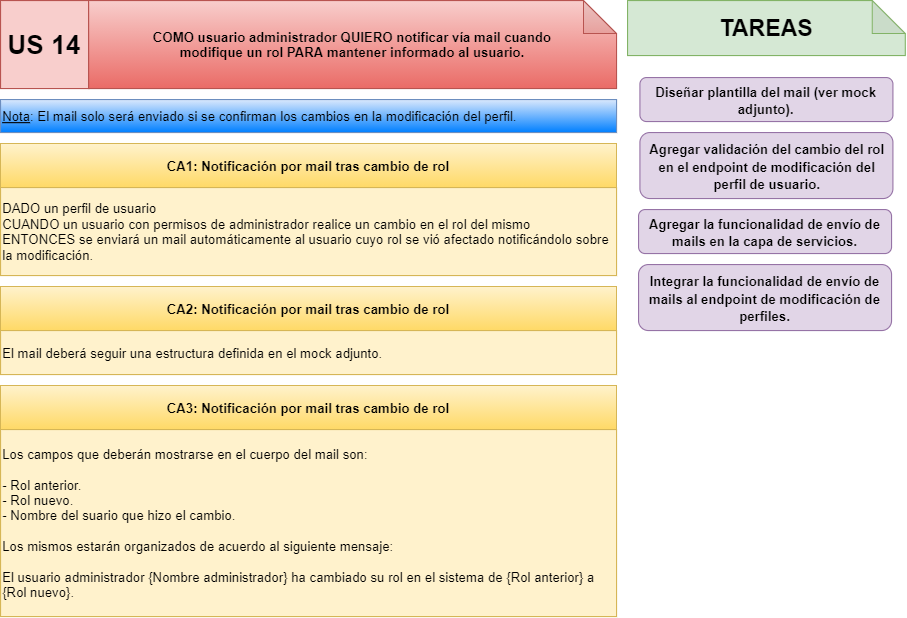 US 14
COMO usuario administrador QUIERO notificar vía mail cuando
modifique un rol PARA mantener informado al usuario.
Nota: El mail solo será enviado si se confirman los cambios en la modificación del perfil.
CA1: Notificación por mail tras cambio de rol
DADO un perfil de usuario
CUANDO un usuario con permisos de administrador realice un cambio en el rol del mismo
ENTONCES se enviará un mail automáticamente al usuario cuyo rol se vió afectado notificándolo sobre
la modificación.
CA2: Notificación por mail tras cambio de rol
El mail deberá seguir una estructura definida en el mock adjunto.
CA3: Notificación por mail tras cambio de rol
Los campos que deberán mostrarse en el cuerpo del mail son:
- Rol anterior.
- Rol nuevo.
- Nombre del suario que hizo el cambio.
Los mismos estarán organizados de acuerdo al siguiente mensaje:
El usuario administrador {Nombre administrador} ha cambiado su rol en el sistema de {Rol anterior} a
{Rol nuevo}.
TAREAS
Diseñar plantilla del mail (ver mock
adjunto).
Agregar validación del cambio del rol
en el endpoint de modificación del
perfil de usuario.
Agregar la funcionalidad de envío de
mails en la capa de servicios.
Integrar la funcionalidad de envío de
mails al endpoint de modificación de
perfiles.